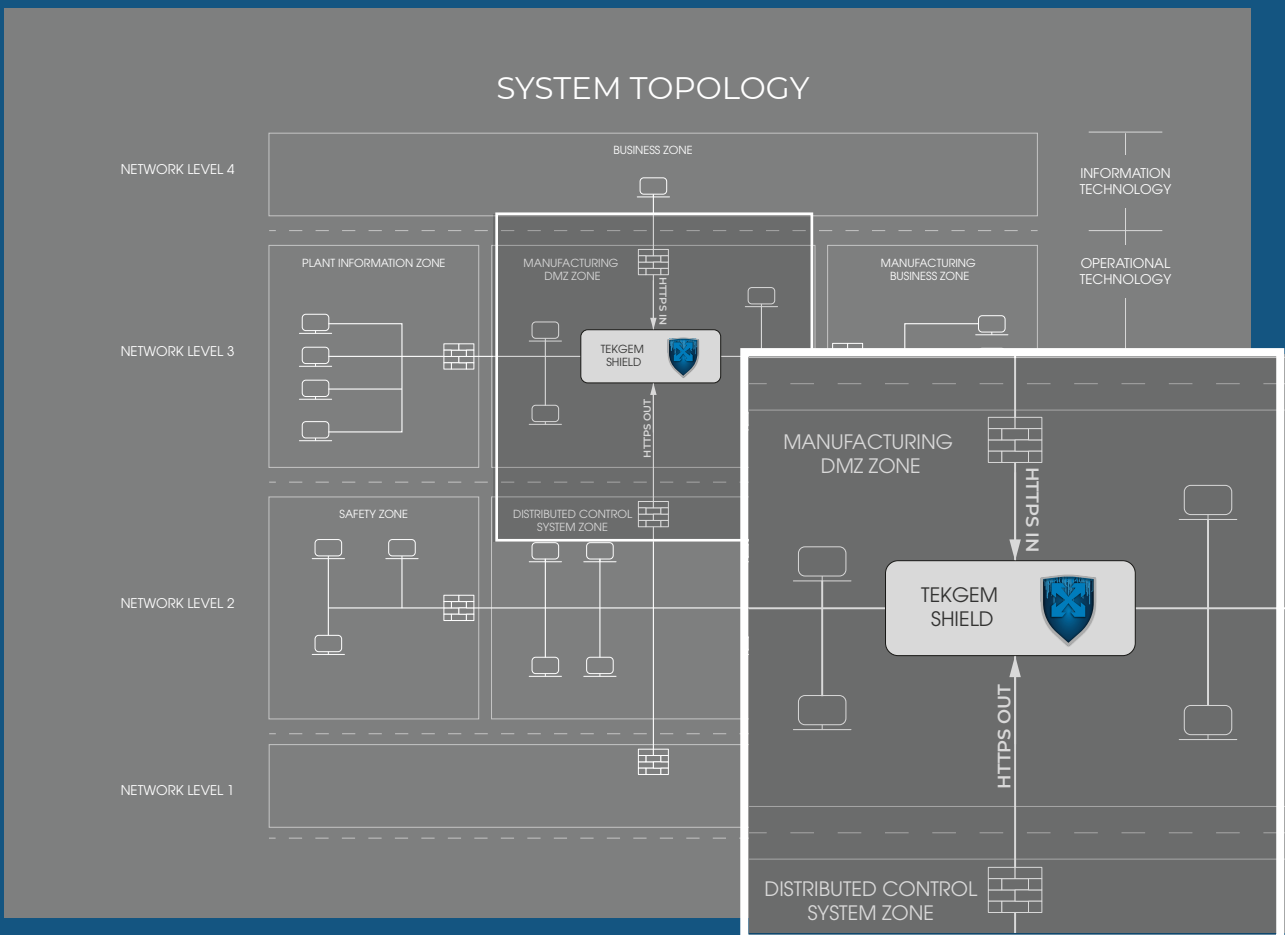 SYSTEM TOPOLOGY
NETWORK LEVEL 4
BUSINESS ZONE
INFORMATION
TECHNOLOGY
PLANT INFORMATION ZONE
MANUFACTURING
DMZ ZONE
HTTPS IN
MANUFACTURING
BUSINESS ZONE
OPERATIONAL
TECHNOLOGY
NETWORK LEVEL 3
TEKGEM
SHIELD
HTTPS OUT
SAFETY ZONE
DISTRIBUTED CONTROL
SYSTEM ZONE
NETWORK LEVEL 2
NETWORK LEVEL 1
MANUFACTURING
DMZ ZONE
HTTPS IN
TEKGEM
SHIELD
HTTPS OUT
DISTRIBUTED CONTROL
SYSTEM ZONE